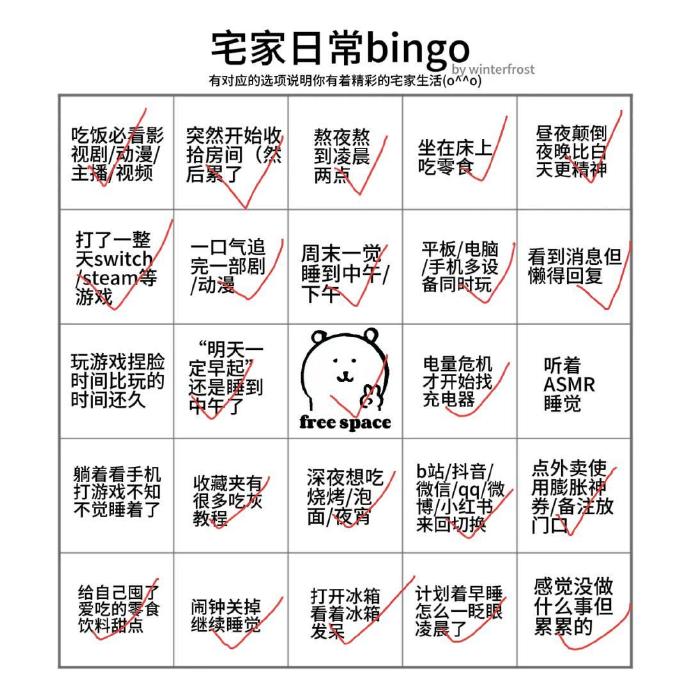 宅家日常bingo
by winterfrost
有对应的选项说明你有着精彩的宅家生活(o^^o)
吃饭必看影
视剧/动漫/
主播/视频
突然开始收
拾房间（然
后累了
熬夜熬
到凌晨
两点
坐在床上
吃零食
昼夜颠倒
夜晚比白
天更精神
打了一整
天switch
/steam等
游戏
一口气追
完一部剧
/动漫
周末一觉
睡到中午/
下午
平板/电脑
/手机多设
备同时玩
看到消息但
懒得回复
玩游戏捏脸
时间比玩的
时间还久
“明天一
定早起”
还是睡到
中午了
free space
电量危机
才开始找
充电器
听着
ASMR
睡觉
躺着看手机
打游戏不知
不觉睡着了
收藏夹有
很多吃灰
教程
深夜想吃
烧烤/泡
面/夜宵
b站/抖音/
微信/qq/微
博/小红书
来回切换
点外卖使
用膨胀神
券/备注放
门口
给自己囤了
爱吃的零食
饮料甜点
闹钟关掉
继续睡觉
打开冰箱
看着冰箱
发呆
计划着早睡
怎么一眨眼
凌晨了
感觉没做
什么事但
累累的